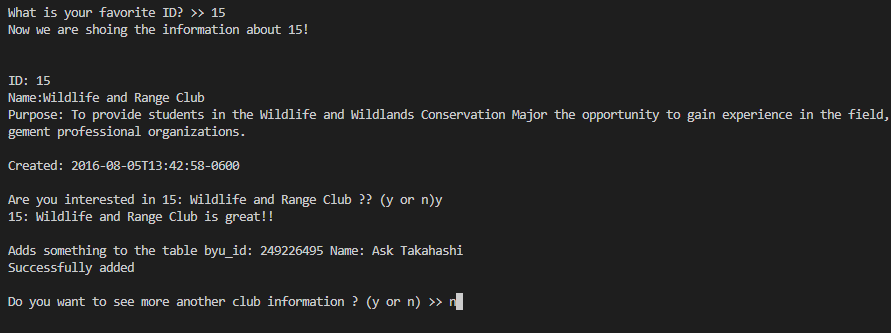 What is your favorite ID? >> 15
Now we are shoing the information about 15!
ID: 15
Name:Wildlife and Range Club
Purpose: To provide students in the Wildlife and Wildlands Conservation Major the opportunity to gain experience in the field,
gement professional organizations.
Created: 2016-08-05T13:42:58-0600
Are you interested in 15: Wildlife and Range Club ?? (y or n)y
15: Wildlife and Range Club is great!!
Adds something to the table byu_id: 249226495 Name: Ask Takahashi
Successfully added
Do you want to see more another club information ? (y or n) >> n